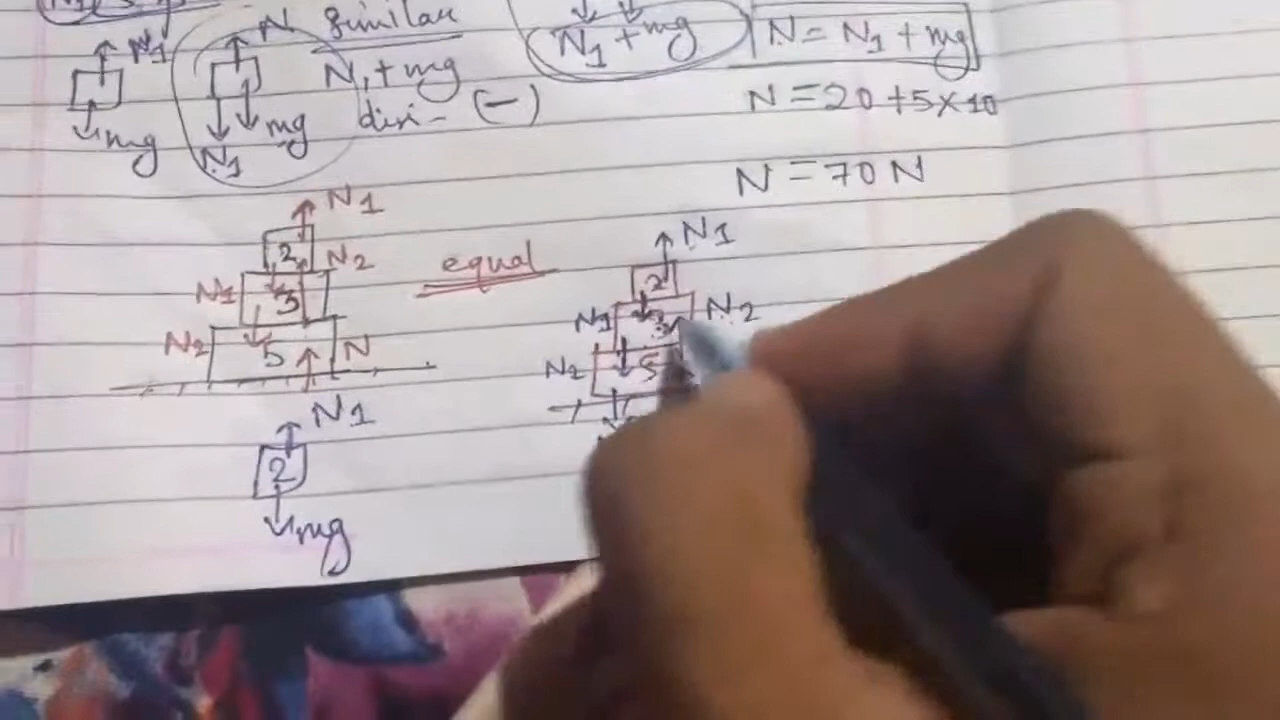 N1 N similar
mg N1+mg
N1 mg dir- (-)
N1+mg
N=N1+mg
N=20+5×10
N=70 N
N1
2 N2
N1 3
N2 5 N
equal
N1
2
N1 3 N2
N2 5
N1
2
mg